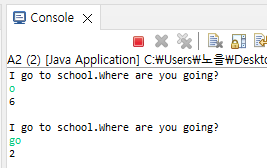 Console
A2 (2) [Java Application] C:₩Users₩노을₩Deskto
I go to school.Where are you going?
o
6
I go to school.Where are you going?
go
2